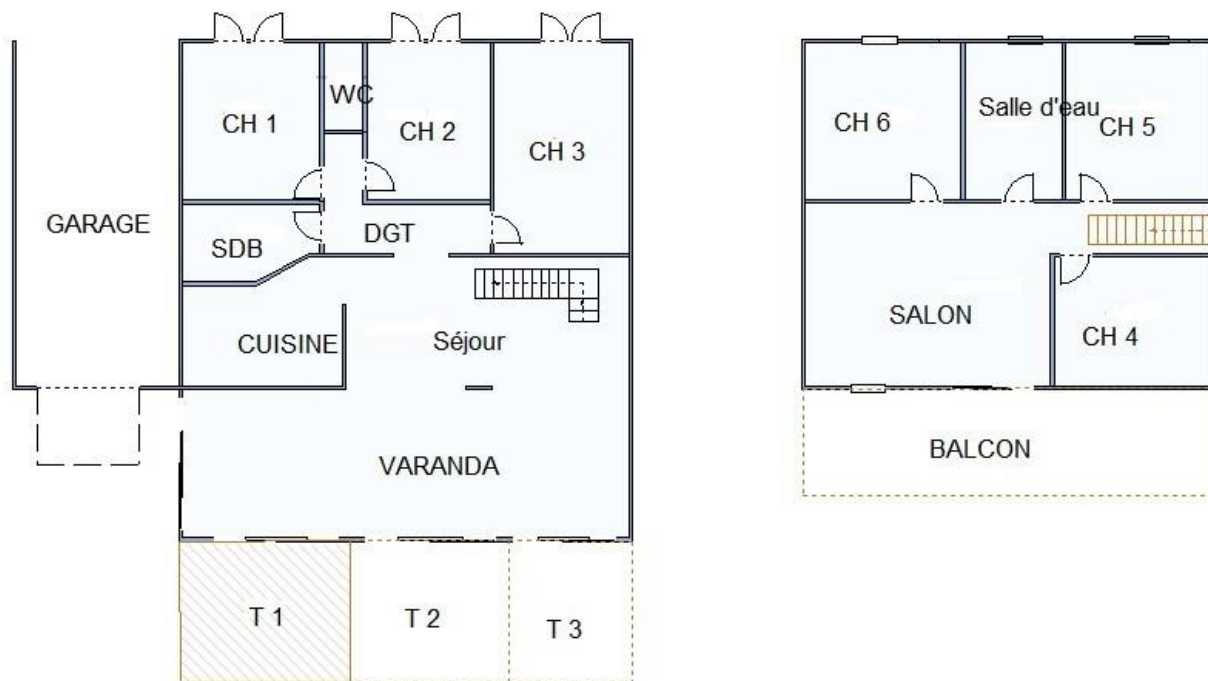 WC
CH 1
CH 2
CH 3
GARAGE
SDB
DGT
CUISINE
Séjour
VARANDA
T 1
T 2
T 3
CH 6
Salle d'eau
CH 5
SALON
CH 4
BALCON